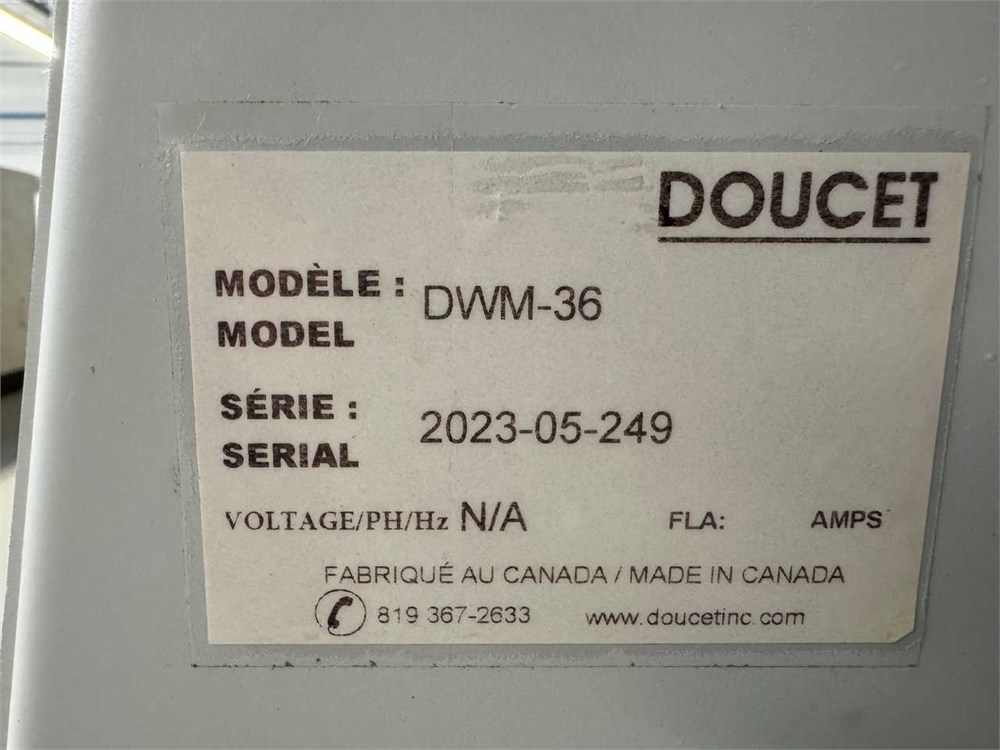 DOUCET
MODÈLE : DWM-36
MODEL
SÉRIE : 2023-05-249
SERIAL
VOLTAGE/PH/Hz N/A FLA: AMPS
FABRIQUÉ AU CANADA / MADE IN CANADA
819 367-2633 www.doucetinc.com